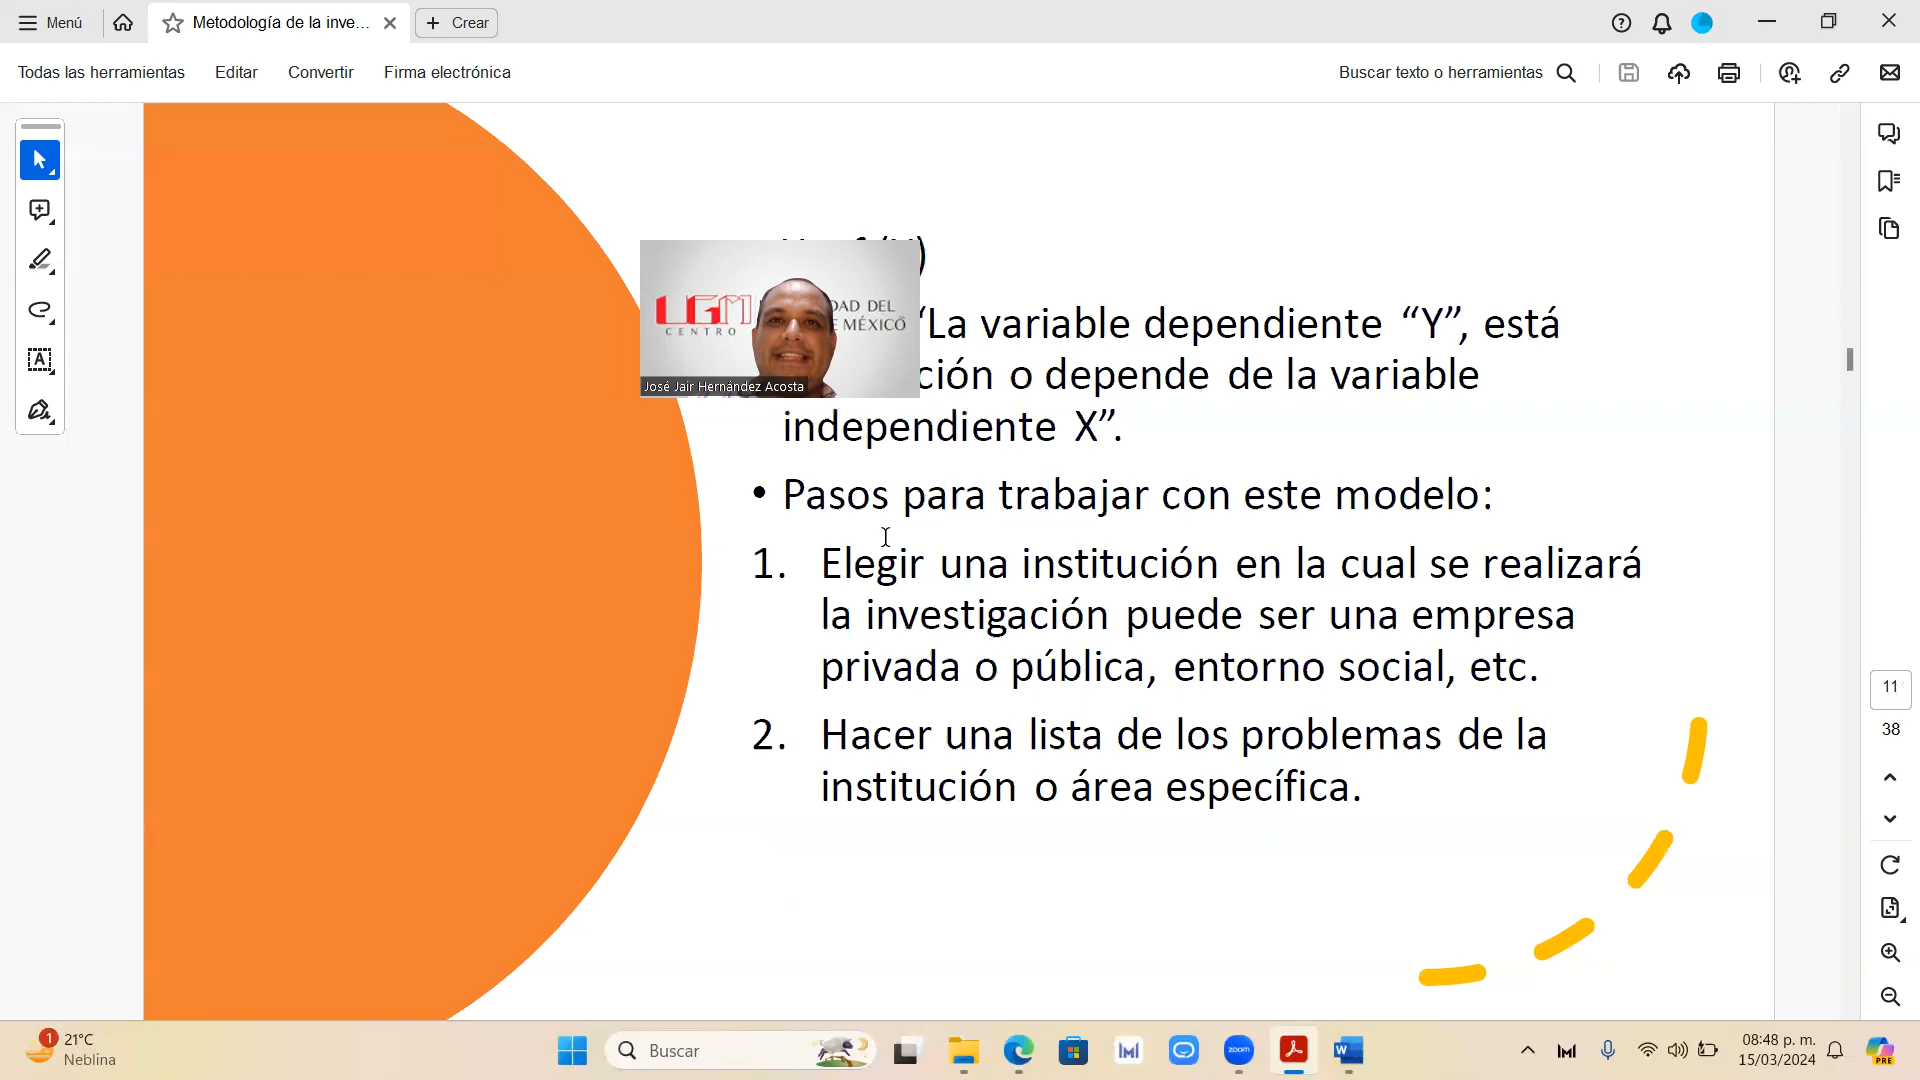 Menú
Metodología de la inve...
Crear
Todas las herramientas
Editar
Convertir
Firma electrónica
Buscar texto o herramientas
UGM
CENTRO
DAD DEL
E MÉXICO
José Jair Hernández Acosta
“La variable dependiente “Y”, está
ción o depende de la variable
independiente X”.
• Pasos para trabajar con este modelo:
1. Elegir una institución en la cual se realizará
la investigación puede ser una empresa
privada o pública, entorno social, etc.
2. Hacer una lista de los problemas de la
institución o área específica.
11
38
1
21°C
Neblina
Buscar
zoom
W
08:48 p. m.
15/03/2024
PRE